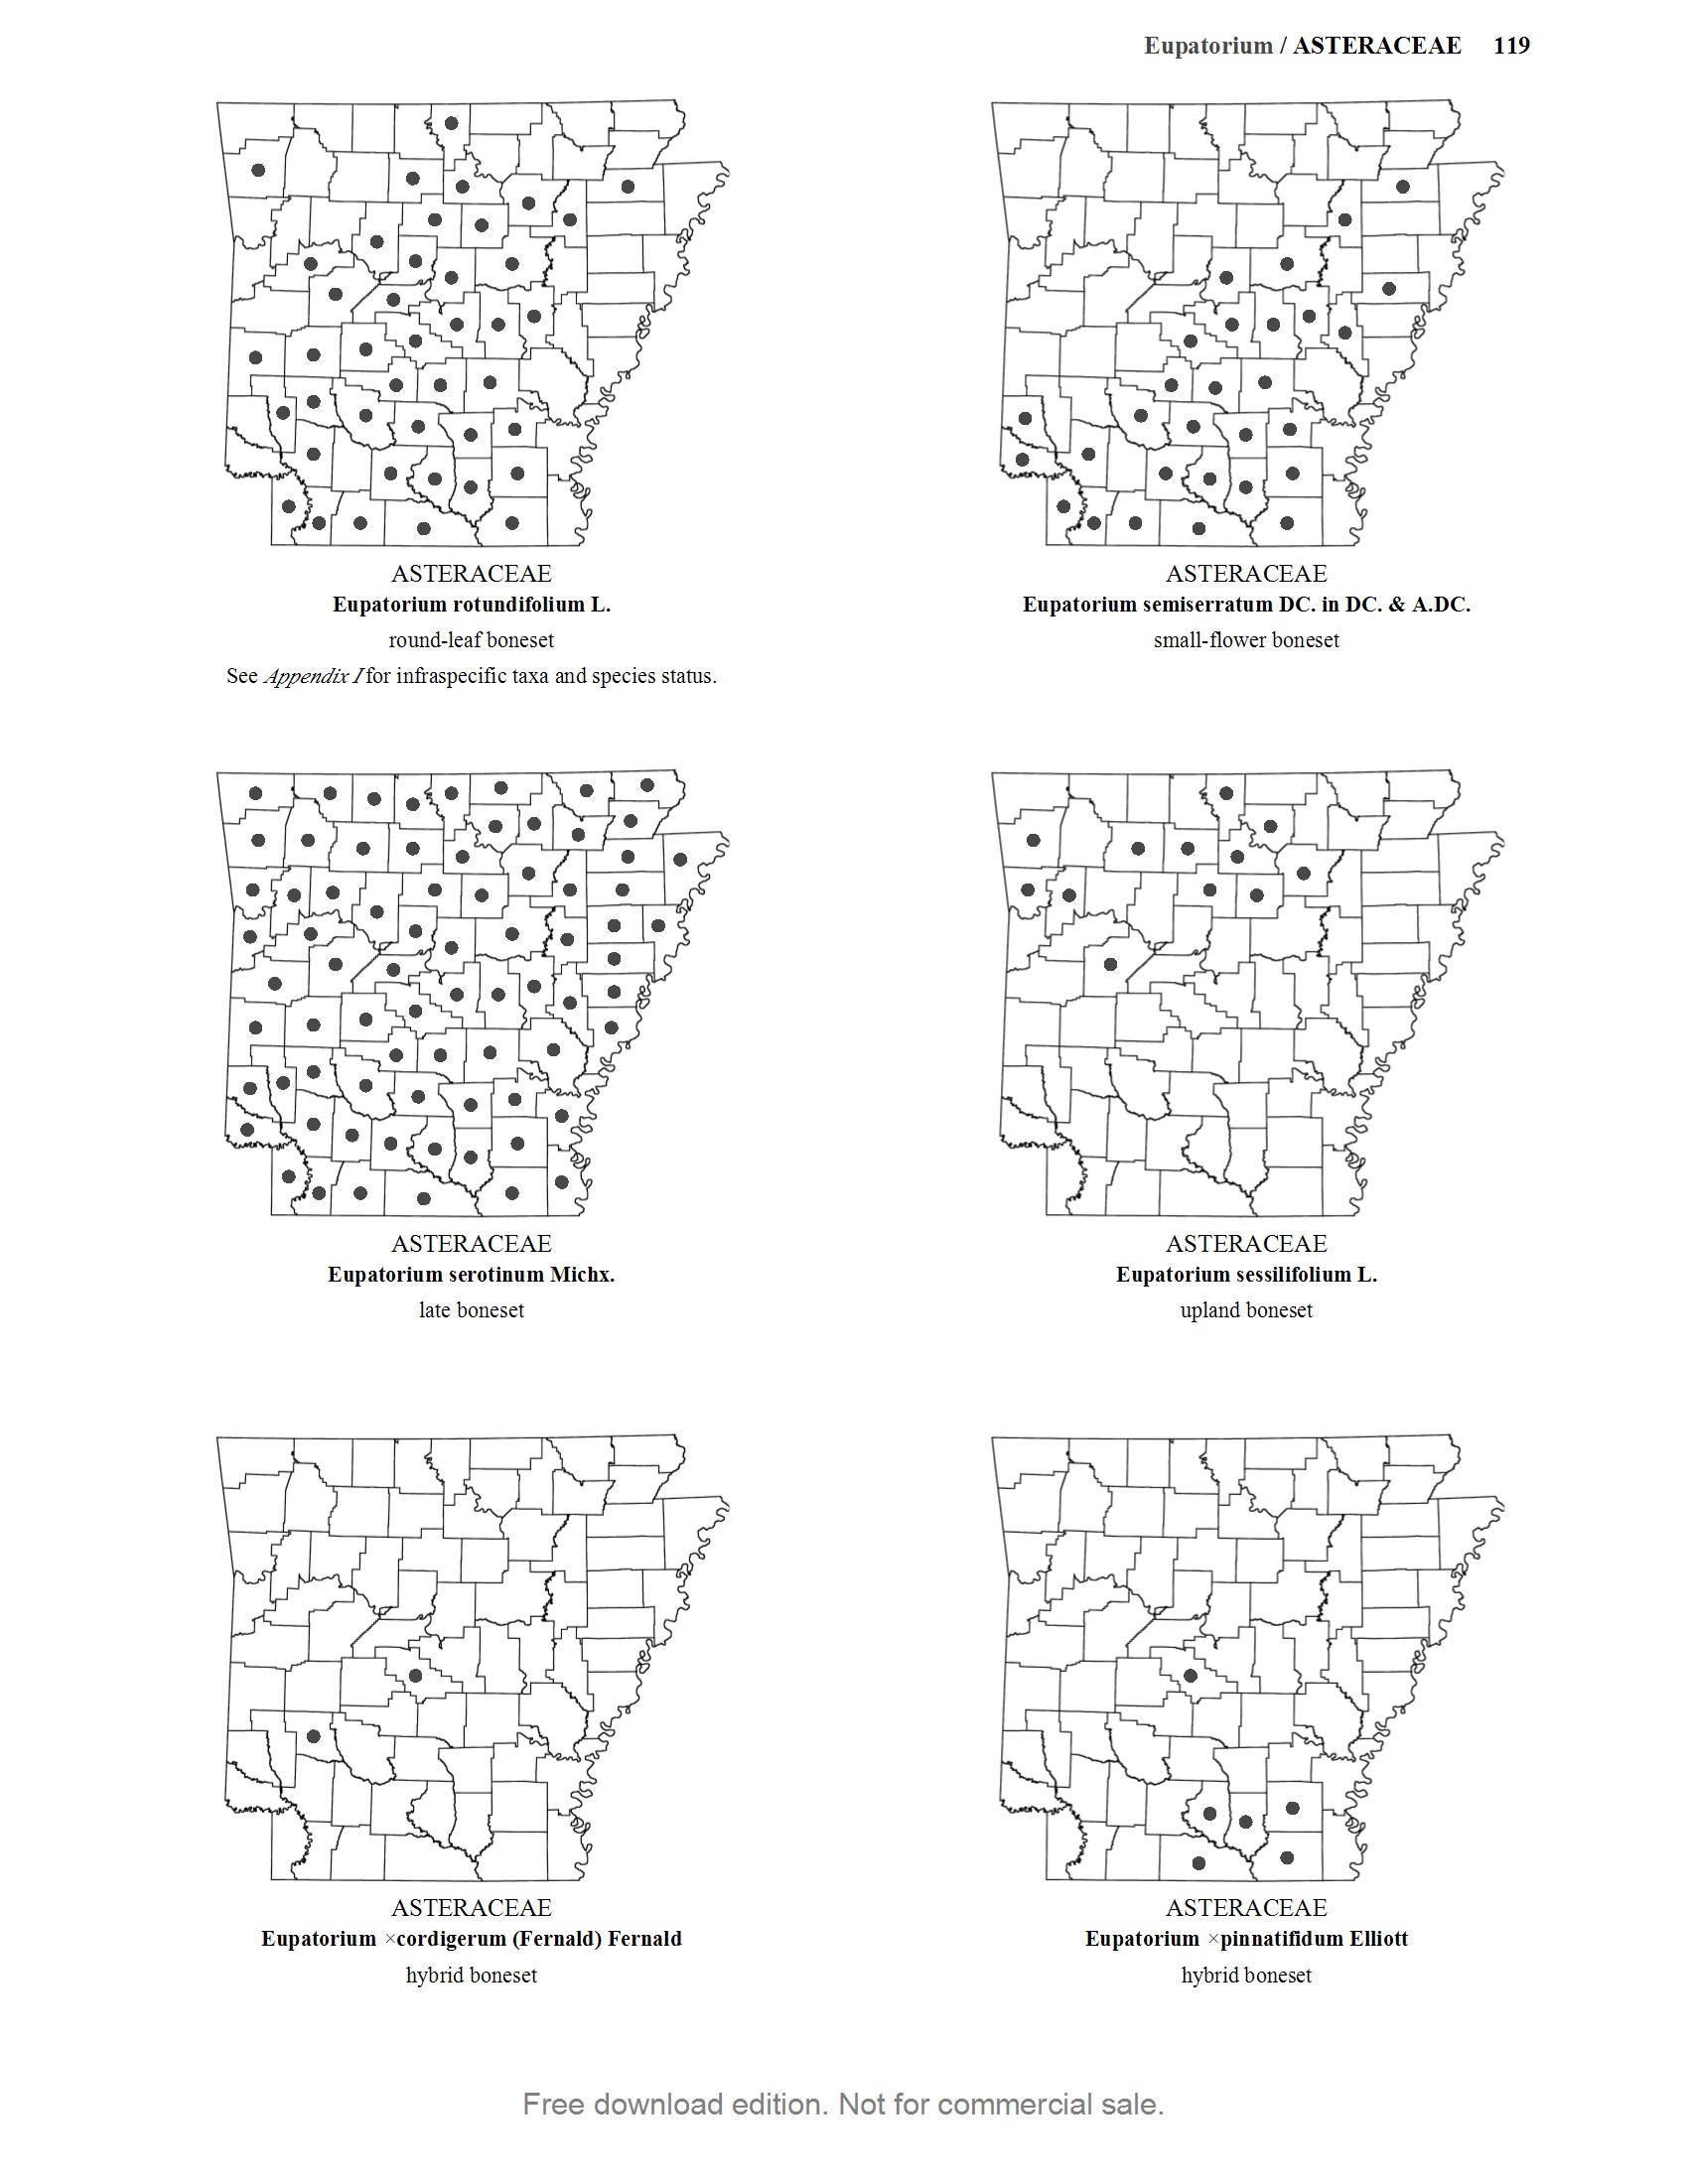 Eupatorium / ASTERACEAE 119
ASTERACEAE
Eupatorium rotundifolium L.
round-leaf boneset
See Appendix I for infraspecific taxa and species status.
ASTERACEAE
Eupatorium semiserratum DC. in DC. & A.DC.
small-flower boneset
ASTERACEAE
Eupatorium serotinum Michx.
late boneset
ASTERACEAE
Eupatorium sessilifolium L.
upland boneset
ASTERACEAE
Eupatorium ×cordigerum (Fernald) Fernald
hybrid boneset
ASTERACEAE
Eupatorium ×pinnatifidum Elliott
hybrid boneset
Free download edition. Not for commercial sale.